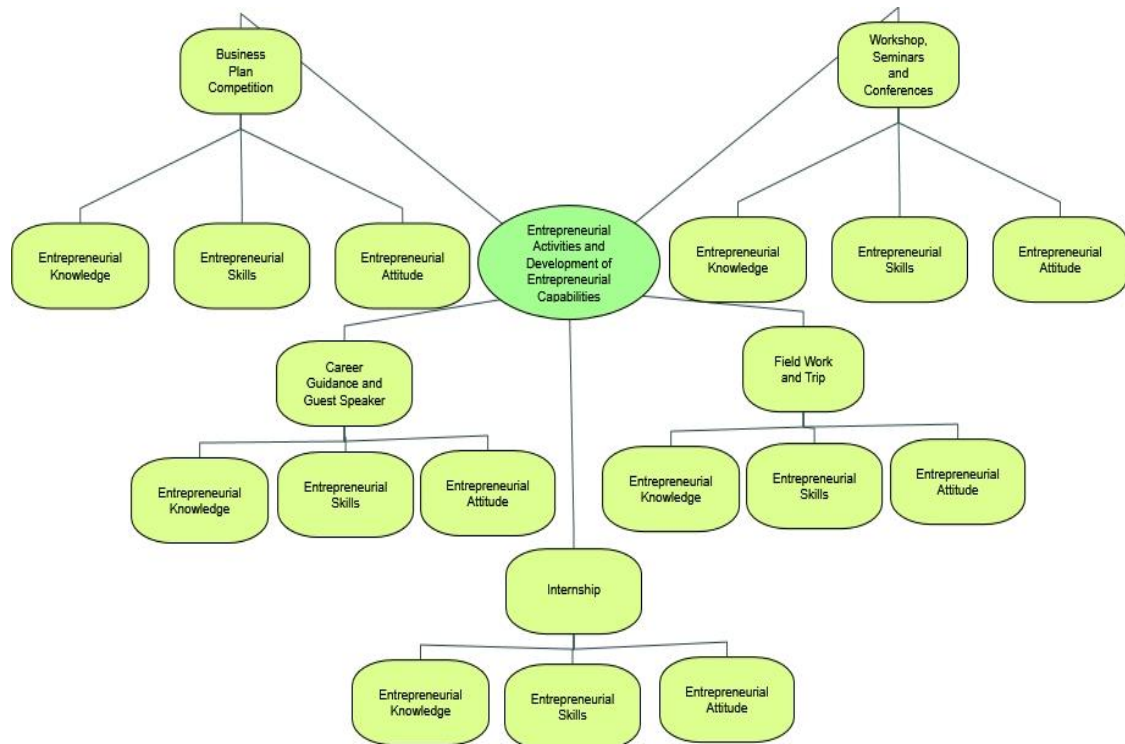 Business
Plan
Competition
Workshop,
Seminars
and
Conferences
Entrepreneurial
Knowledge
Entrepreneurial
Skills
Entrepreneurial
Attitude
Entrepreneurial
Activities and
Development of
Entrepreneurial
Capabilities
Entrepreneurial
Knowledge
Entrepreneurial
Skills
Entrepreneurial
Attitude
Career
Guidance and
Guest Speaker
Field Work
and Trip
Entrepreneurial
Knowledge
Entrepreneurial
Skills
Entrepreneurial
Attitude
Entrepreneurial
Knowledge
Entrepreneurial
Skills
Entrepreneurial
Attitude
Internship
Entrepreneurial
Knowledge
Entrepreneurial
Skills
Entrepreneurial
Attitude